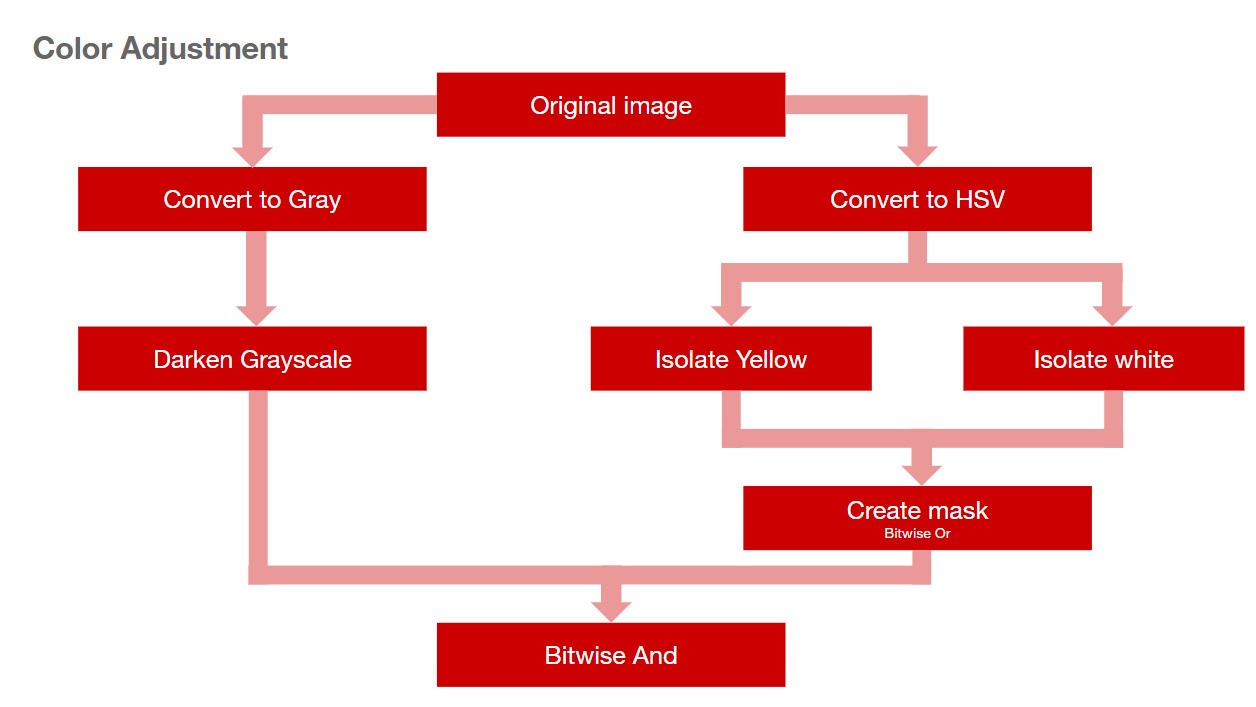 Color Adjustment
Original image
Convert to Gray
Convert to HSV
Darken Grayscale
Isolate Yellow
Isolate white
Create mask
Bitwise Or
Bitwise And